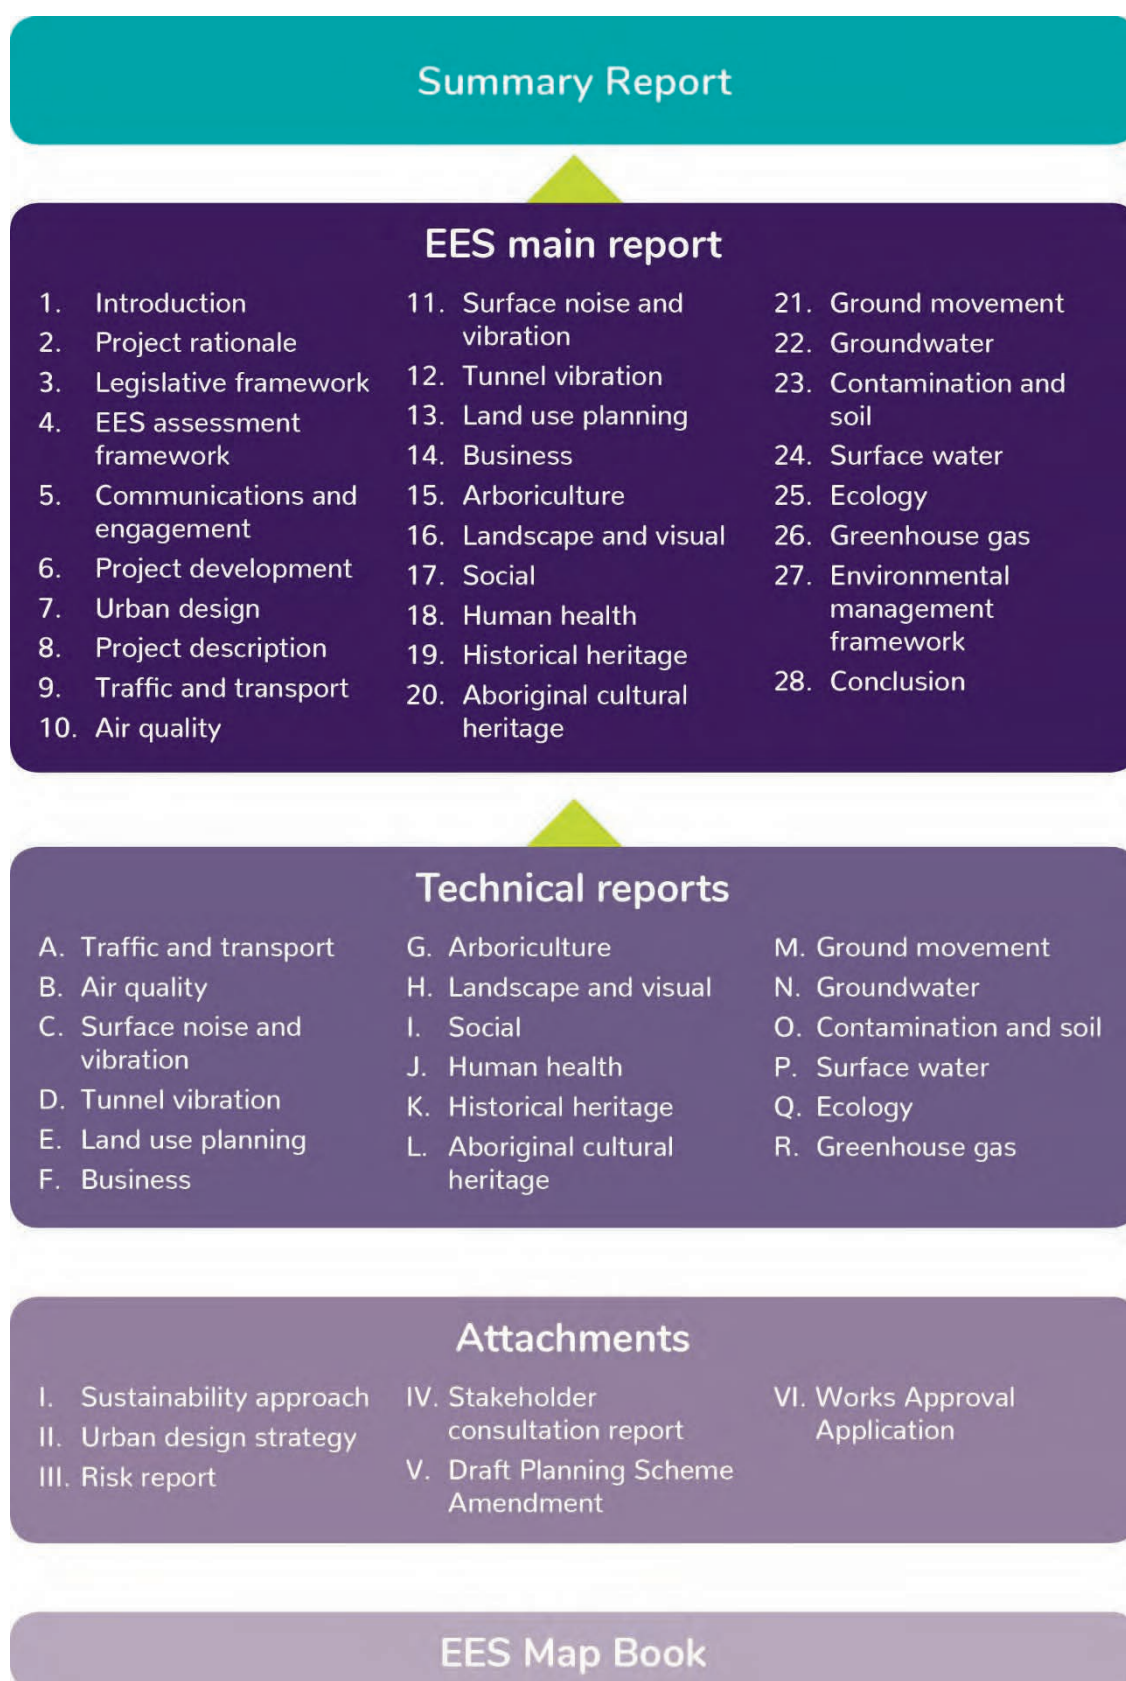 Summary Report
EES main report
1. Introduction
2. Project rationale
3. Legislative framework
4. EES assessment
framework
5. Communications and
engagement
6. Project development
7. Urban design
8. Project description
9. Traffic and transport
10. Air quality
11. Surface noise and
vibration
12. Tunnel vibration
13. Land use planning
14. Business
15. Arboriculture
16. Landscape and visual
17. Social
18. Human health
19. Historical heritage
20. Aboriginal cultural
heritage
21. Ground movement
22. Groundwater
23. Contamination and
soil
24. Surface water
25. Ecology
26. Greenhouse gas
27. Environmental
management
framework
28. Conclusion
Technical reports
A. Traffic and transport
B. Air quality
C. Surface noise and
vibration
D. Tunnel vibration
E. Land use planning
F. Business
G. Arboriculture
H. Landscape and visual
I. Social
J. Human health
K. Historical heritage
L. Aboriginal cultural
heritage
M. Ground movement
N. Groundwater
O. Contamination and soil
P. Surface water
Q. Ecology
R. Greenhouse gas
Attachments
I. Sustainability approach
II. Urban design strategy
III. Risk report
IV. Stakeholder
consultation report
V. Draft Planning Scheme
Amendment
VI. Works Approval
Application
EES Map Book